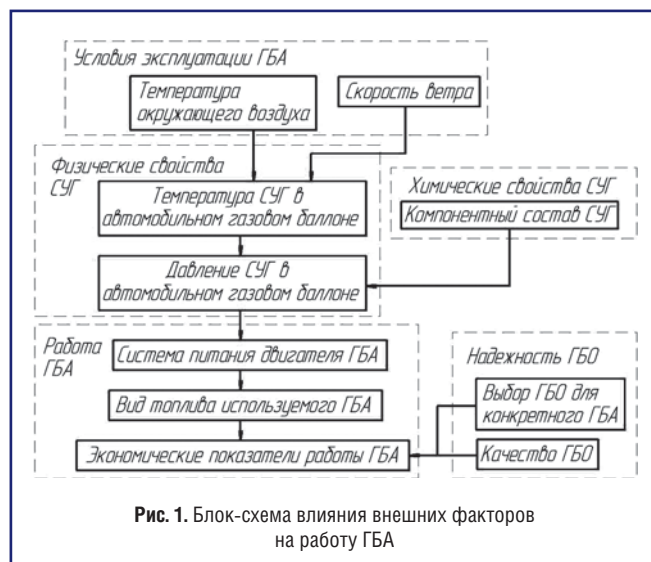 Условия эксплуатации ГБА
Температура
окружающего воздуха
Скорость ветра
Физические свойства
СУГ
Температура СУГ в
автомобильном газовом баллоне
Химические свойства СУГ
Компонентный состав СУГ
Давление СУГ в
автомобильном газовом баллоне
Работа
ГБА
Система питания двигателя ГБА
Вид топлива используемого ГБА
Экономические показатели работы ГБА
Надежность ГБО
Выбор ГБО для
конкретного ГБА
Качество ГБО
Рис. 1. Блок-схема влияния внешних факторов
на работу ГБА